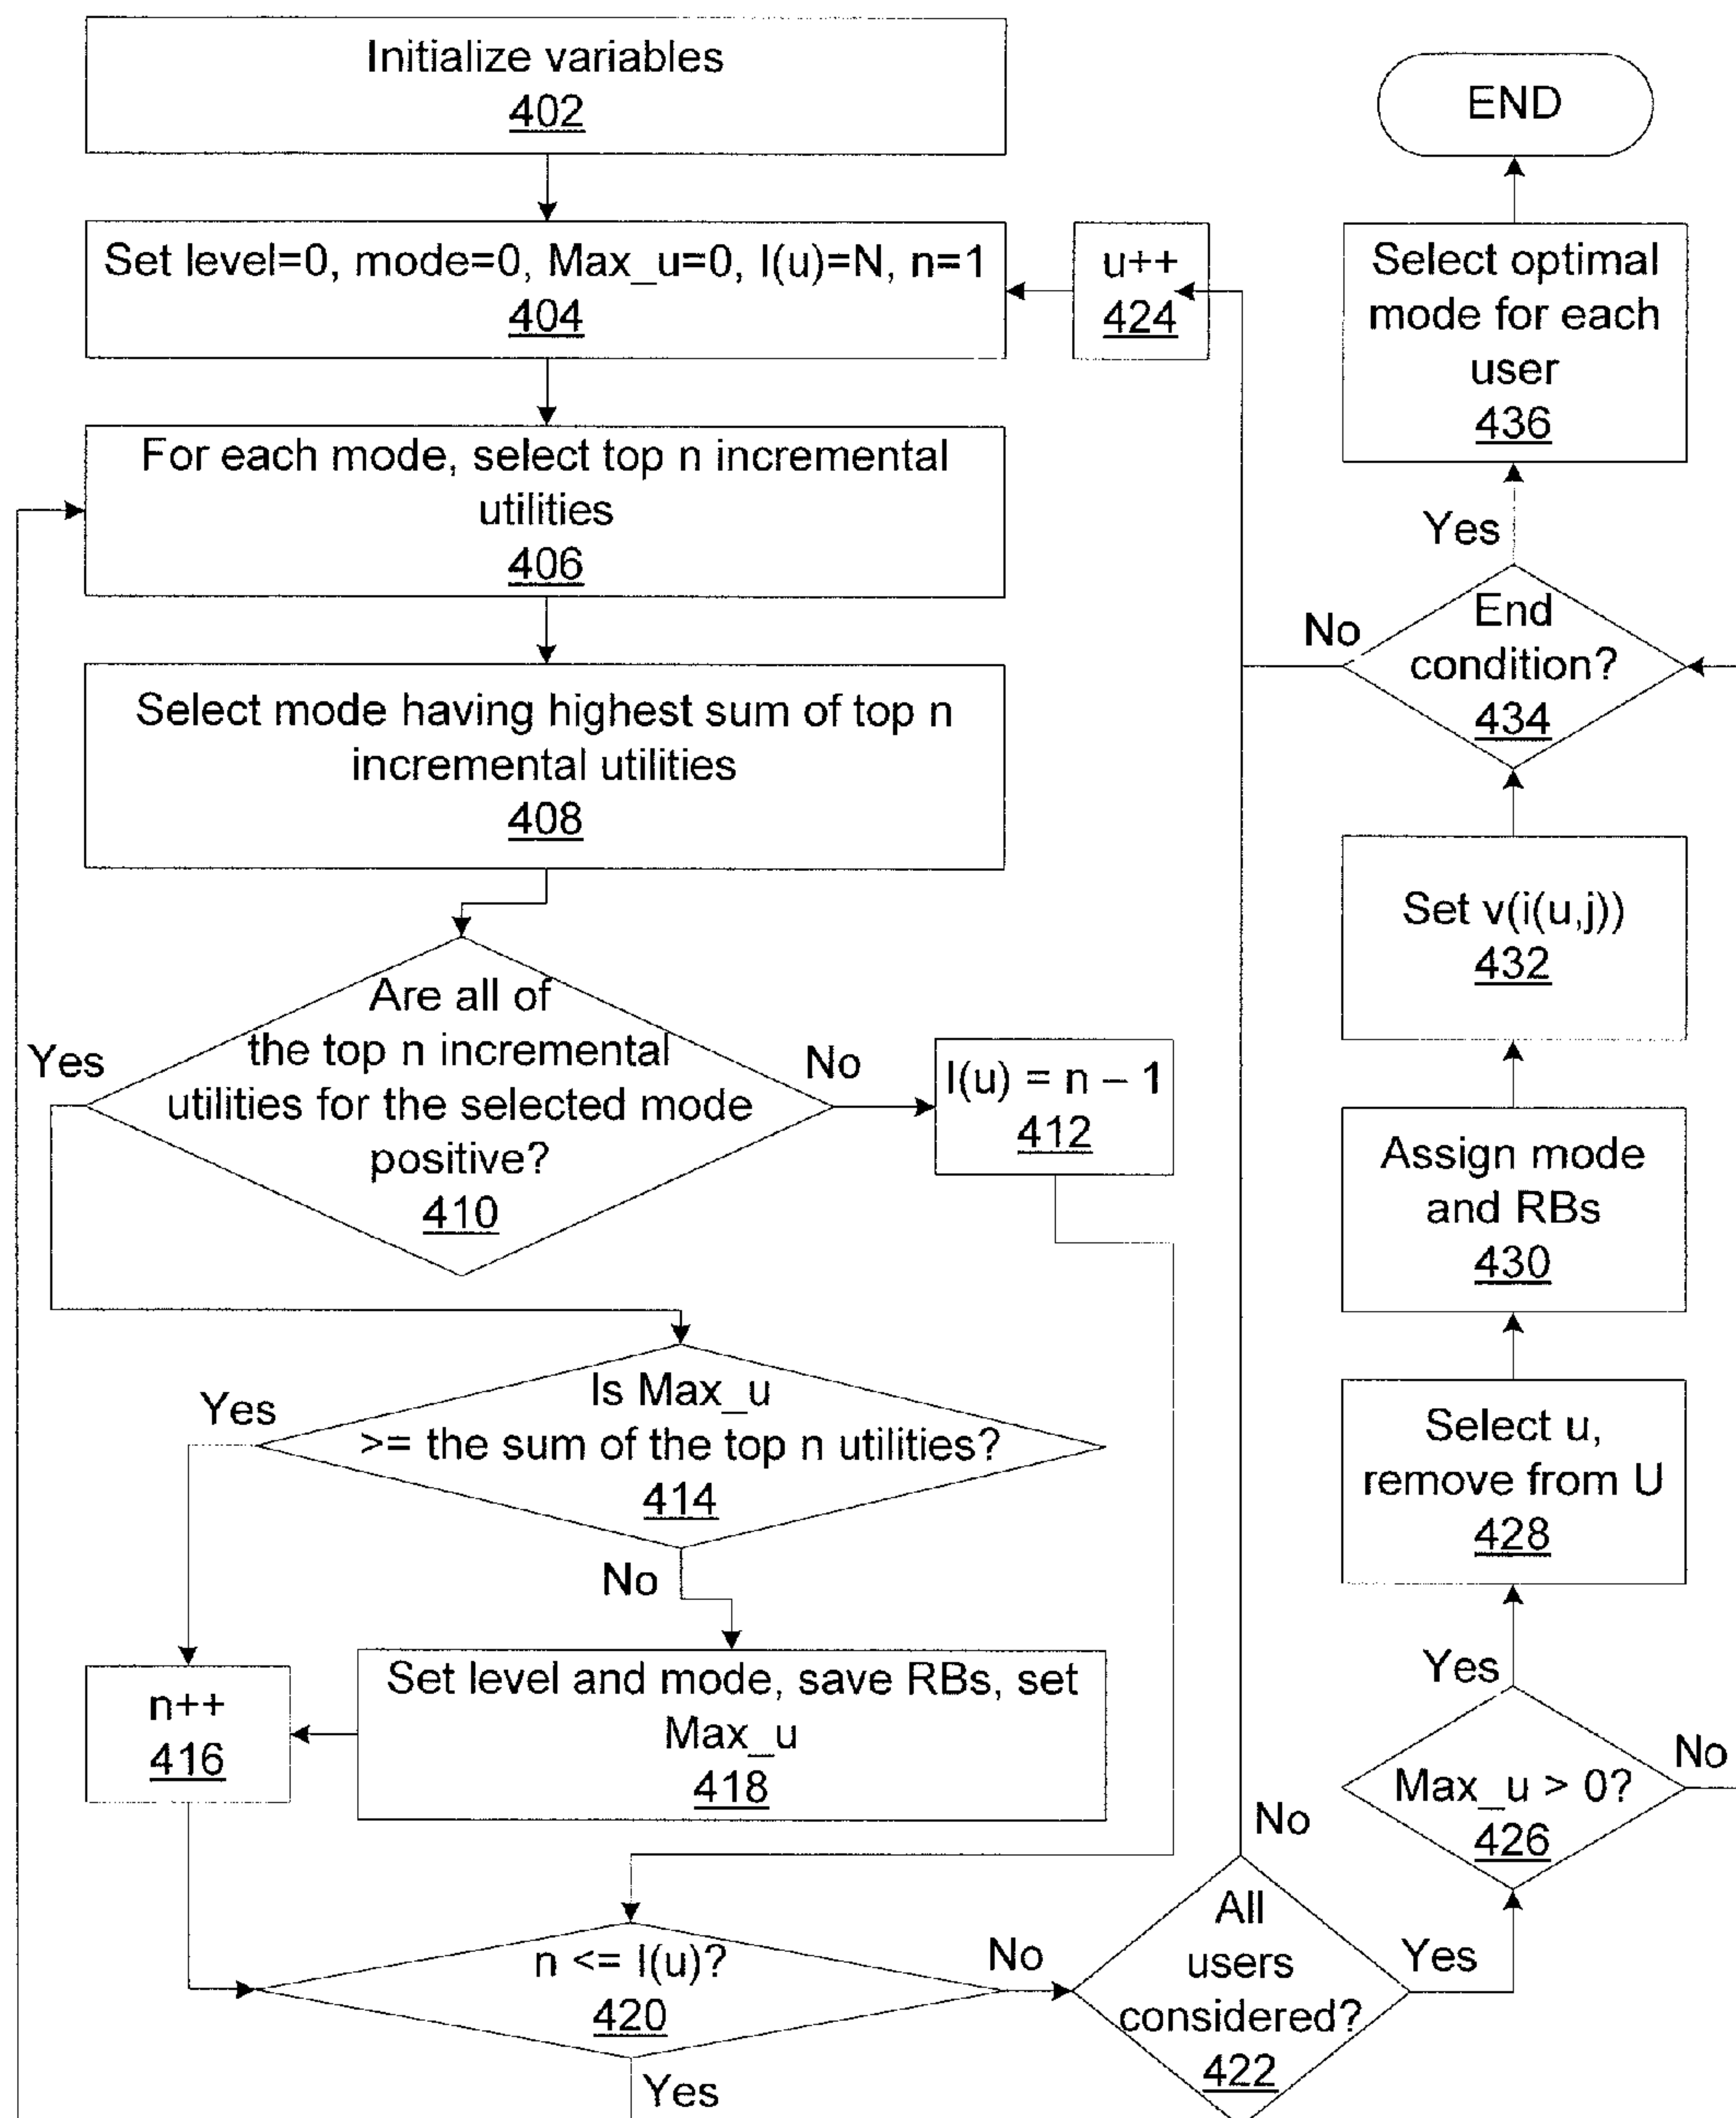 Initialize variables
402
END
Set level=0, mode=0, Max_u=0, I(u)=N, n=1
404
u++
424
Select optimal
mode for each
user
436
For each mode, select top n incremental
utilities
406
Yes
End
condition?
434
No
Select mode having highest sum of top n
incremental utilities
408
Set v(i(u,j))
432
Are all of
the top n incremental
utilities for the selected mode
positive?
410
Yes
No
I(u) = n – 1
412
Assign mode
and RBs
430
Is Max_u
>= the sum of the top n utilities?
414
Yes
No
Select u,
remove from U
428
n++
416
Set level and mode, save RBs, set
Max_u
418
Yes
Max_u > 0?
426
No
n <= I(u)?
420
No
Yes
No
All
users
considered?
422
Yes